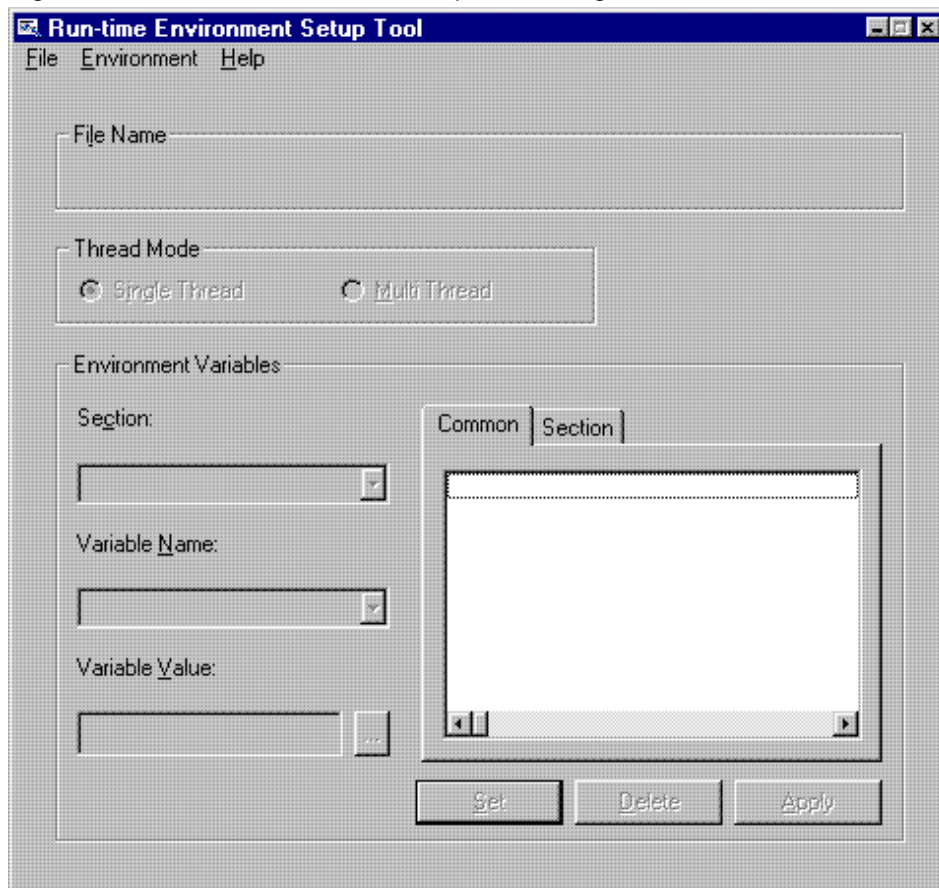 Run-time Environment Setup Tool
File Environment Help
File Name
Thread Mode
Single Thread Multi Thread
Environment Variables
Section:
Common Section
Variable Name:
Variable Value:
...
Set Delete Apply